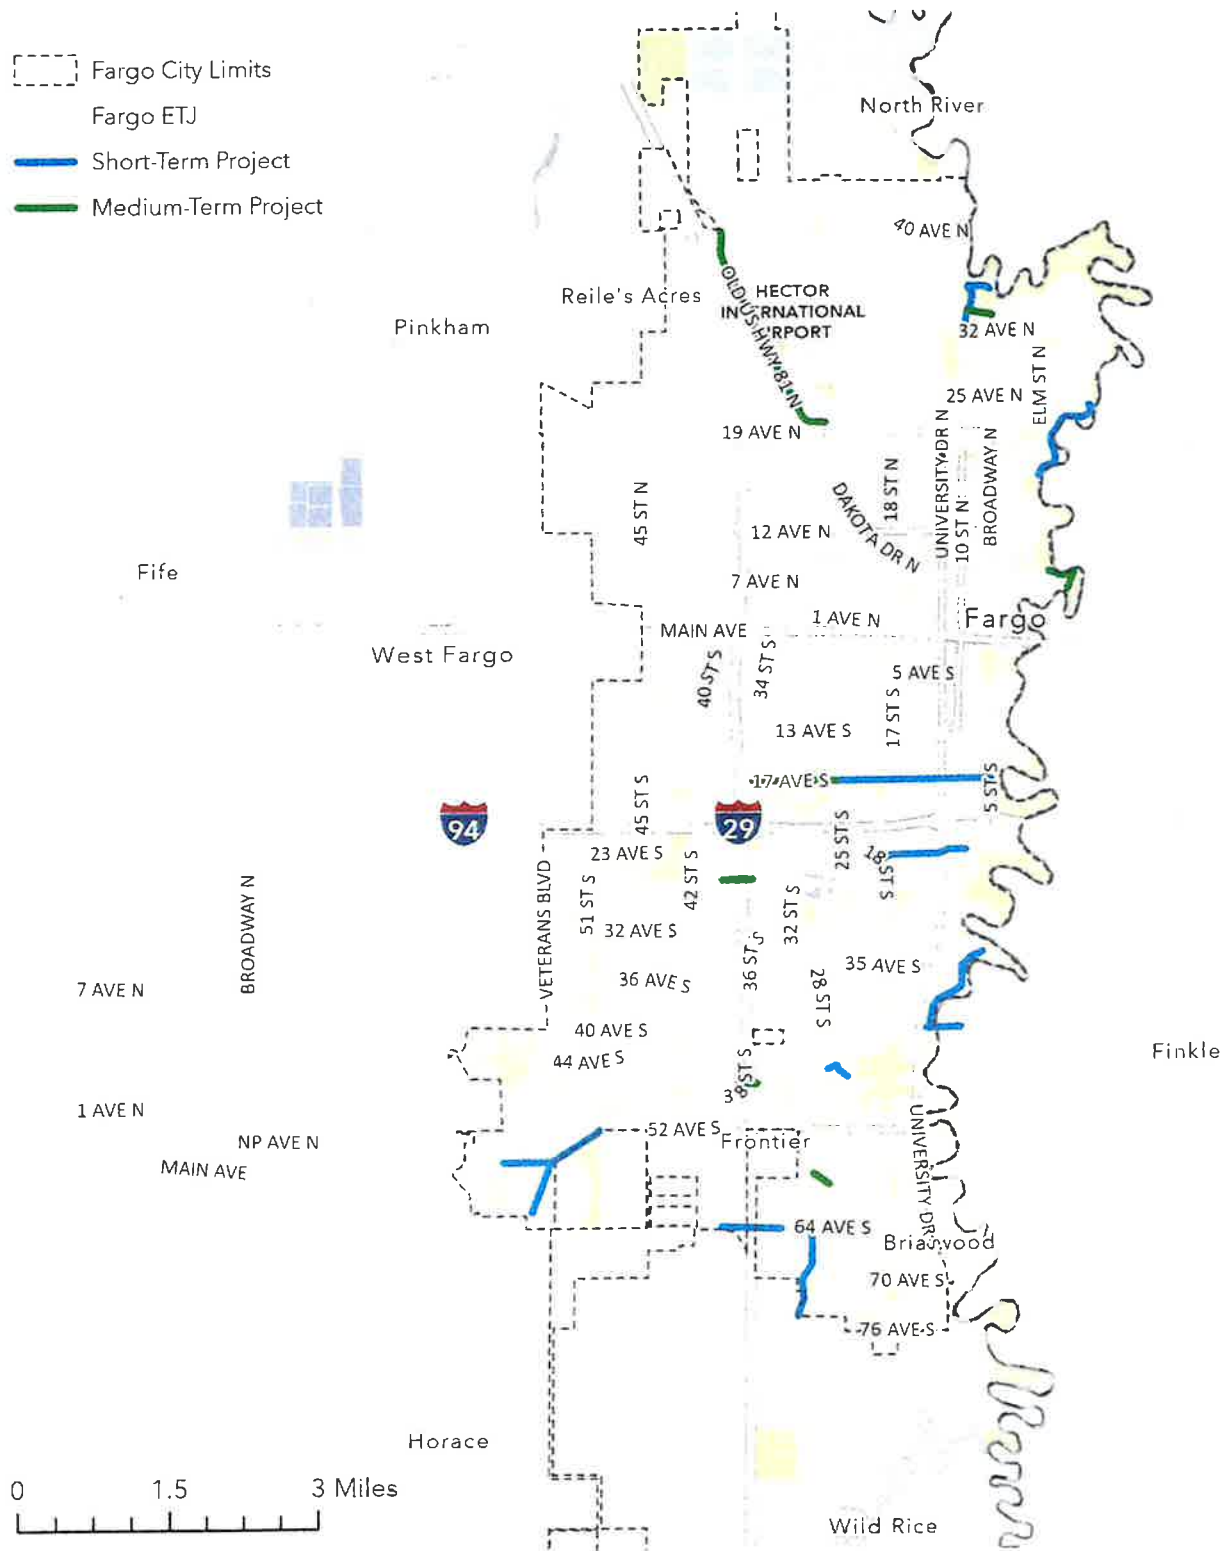 Fargo City Limits
Fargo ETJ
Short-Term Project
Medium-Term Project
North River
40 AVE N
Reile's Acres
HECTOR
INTERNATIONAL
AIRPORT
OLD US HWY 81 N
Pinkham
32 AVE N
ELM ST N
25 AVE N
19 AVE N
UNIVERSITY DR N
BROADWAY N
18 ST N
DAKOTA DR N
10 ST N
45 ST N
12 AVE N
7 AVE N
Fife
1 AVE N
Fargo
MAIN AVE
West Fargo
40 ST S
34 ST S
5 AVE S
17 ST S
13 AVE S
17 AVE S
5 ST S
45 ST S
94
29
25 ST S
23 AVE S
18 ST S
42 ST S
51 ST S
VETERANS BLVD
32 ST S
BROADWAY N
32 AVE S
36 ST S
35 AVE S
36 AVE S
28 ST S
7 AVE N
40 AVE S
44 AVE S
Finkle
38 ST S
1 AVE N
52 AVE S
Frontier
UNIVERSITY DR
NP AVE N
MAIN AVE
64 AVE S
Briarwood
70 AVE S
76 AVE S
Horace
0 1.5 3 Miles
Wild Rice